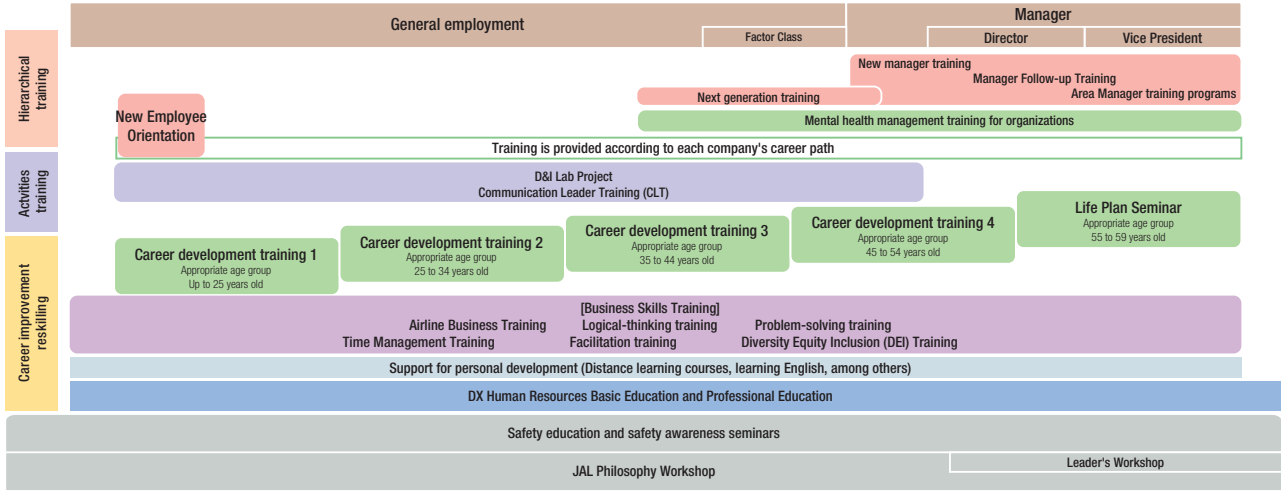 General employment
Manager
Factor Class
Director
Vice President
Hierarchical
training
New manager training
Manager Follow-up Training
Area Manager training programs
Next generation training
New Employee
Orientation
Mental health management training for organizations
Training is provided according to each company's career path
Actvities
training
D&I Lab Project
Communication Leader Training (CLT)
Career improvement
reskilling
Career development training 1
Appropriate age group
Up to 25 years old
Career development training 2
Appropriate age group
25 to 34 years old
Career development training 3
Appropriate age group
35 to 44 years old
Career development training 4
Appropriate age group
45 to 54 years old
Life Plan Seminar
Appropriate age group
55 to 59 years old
[Business Skills Training]
Airline Business Training Logical-thinking training Problem-solving training
Time Management Training Facilitation training Diversity Equity Inclusion (DEI) Training
Support for personal development (Distance learning courses, learning English, among others)
DX Human Resources Basic Education and Professional Education
Safety education and safety awareness seminars
JAL Philosophy Workshop
Leader's Workshop